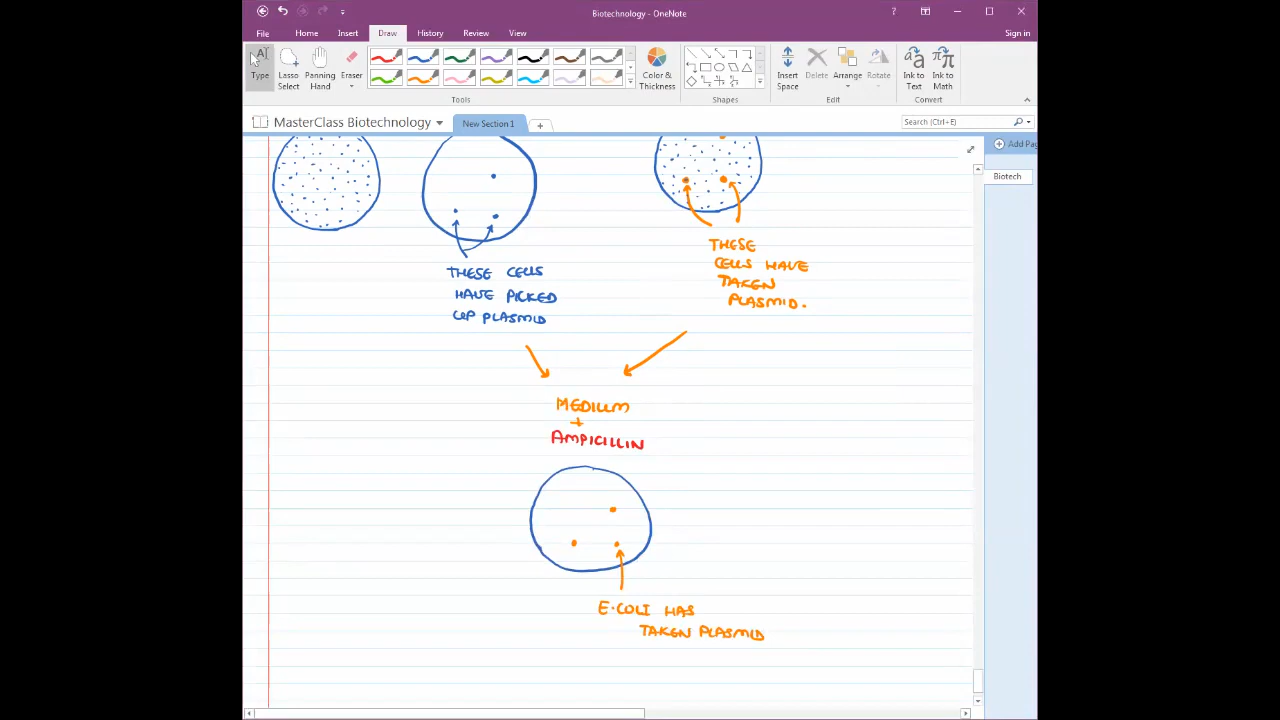 Biotechnology - OneNote
File Home Insert Draw History Review View
Sign in
Type
Lasso Select
Panning Hand
Eraser
Color & Thickness
Insert Space
Delete
Arrange
Rotate
Ink to Text
Ink to Math
Tools
Shapes
Edit
Convert
MasterClass Biotechnology
New Section 1
Search (Ctrl+E)
Add Pag
Biotech
THESE CELLS
HAVE PICKED
UP PLASMID
THESE
CELLS HAVE
TAKEN
PLASMID.
MEDIUM
+
AMPICILLIN
E.COLI HAS
TAKEN PLASMID